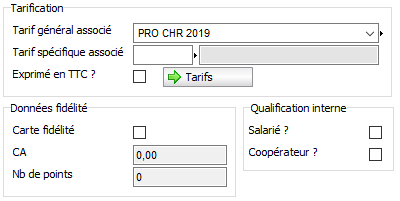 Tarification
Tarif général associé PRO CHR 2019
Tarif spécifique associé
Exprimé en TTC ? Tarifs
Données fidélité
Carte fidélité
CA 0,00
Nb de points 0
Qualification interne
Salarié ?
Coopérateur ?